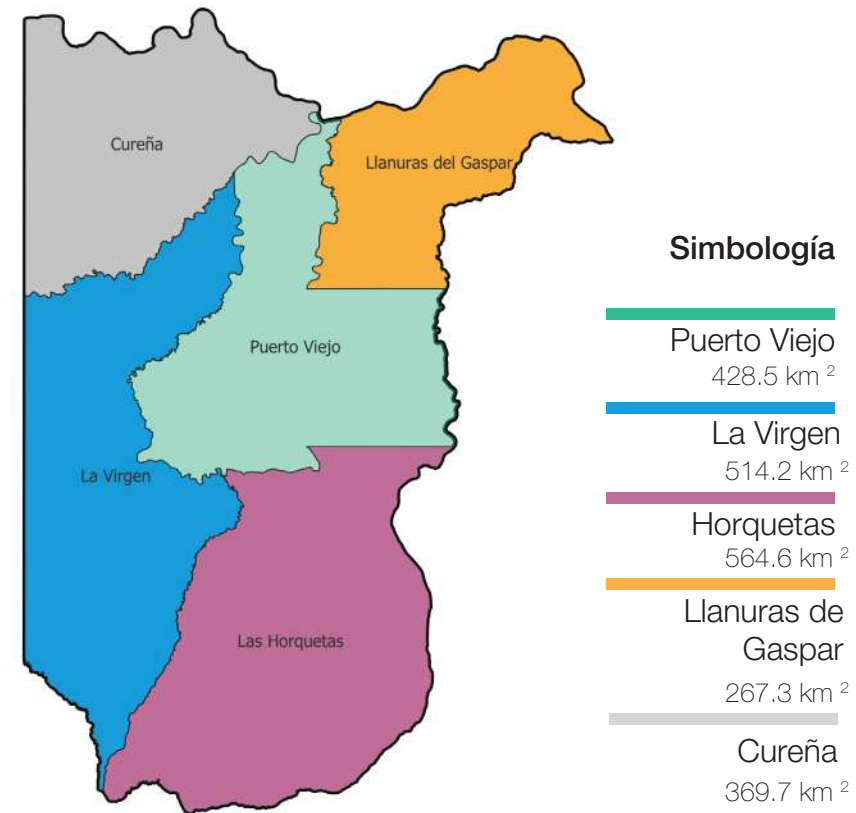 Cureña
Llanuras del Gaspar
Puerto Viejo
La Virgen
Las Horquetas
Simbología
Puerto Viejo
428.5 km ²
La Virgen
514.2 km ²
Horquetas
564.6 km ²
Llanuras de
Gaspar
267.3 km ²
Cureña
369.7 km ²